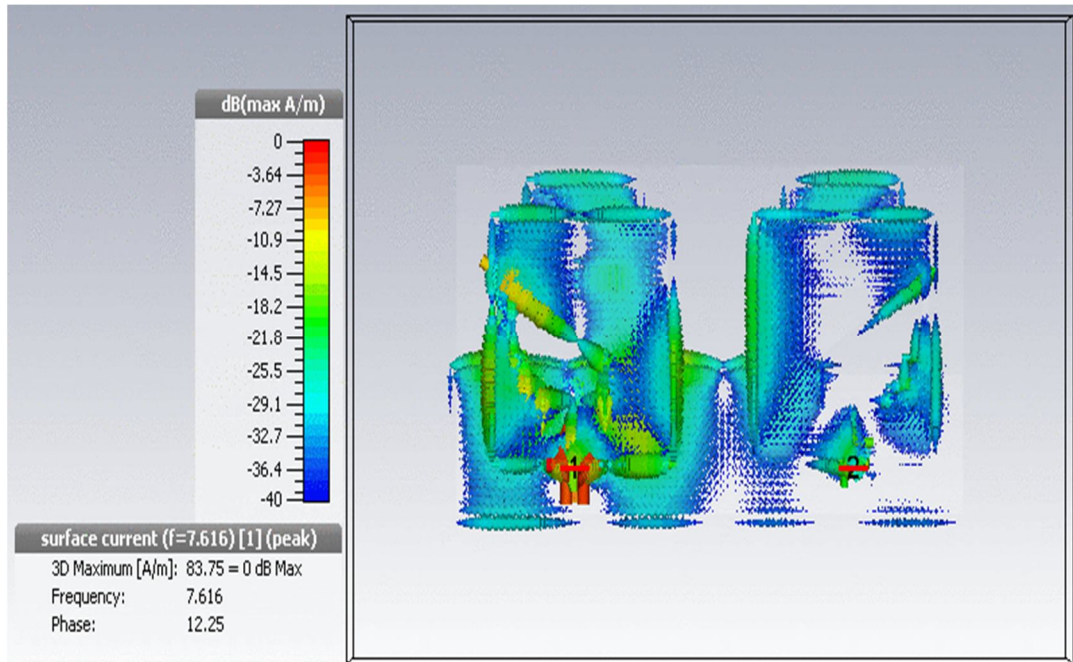 dB(max A/m)
0
-3.64
-7.27
-10.9
-14.5
-18.2
-21.8
-25.5
-29.1
-32.7
-36.4
-40
1
2
surface current (f=7.616) [1] (peak)
3D Maximum [A/m]: 83.75 = 0 dB Max
Frequency: 7.616
Phase: 12.25